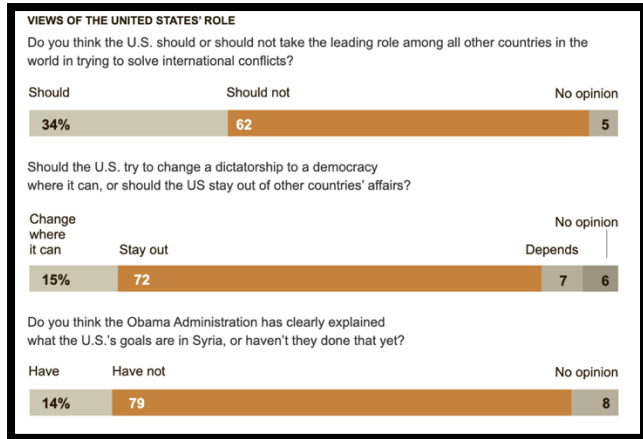 VIEWS OF THE UNITED STATES' ROLE
Do you think the U.S. should or should not take the leading role among all other countries in the
world in trying to solve international conflicts?
Should Should not No opinion
34% 62 5
Should the U.S. try to change a dictatorship to a democracy
where it can, or should the US stay out of other countries' affairs?
Change
where
it can Stay out Depends No opinion
15% 72 7 6
Do you think the Obama Administration has clearly explained
what the U.S.'s goals are in Syria, or haven't they done that yet?
Have Have not No opinion
14% 79 8